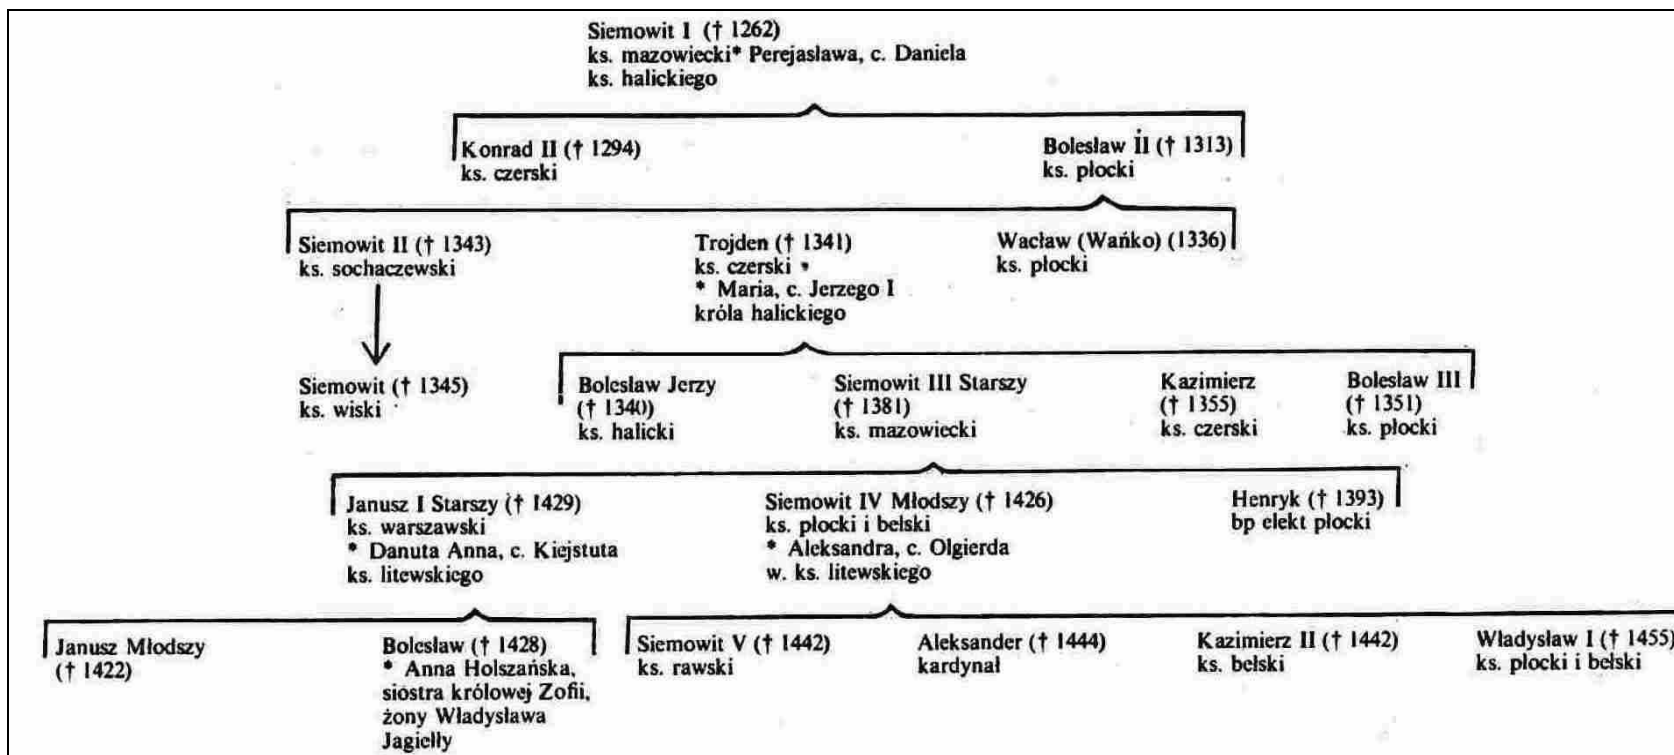 Siemowit I († 1262)
ks. mazowiecki* Perejasława, c. Daniela
ks. halickiego
Konrad II († 1294)
ks. czerski
Bolesław II († 1313)
ks. płocki
Siemowit II († 1343)
ks. sochaczewski
Trojden († 1341)
ks. czerski
* Maria, c. Jerzego I
króla halickiego
Wacław (Wańko) (1336)
ks. płocki
Siemowit († 1345)
ks. wiski
Bolesław Jerzy
(† 1340)
ks. halicki
Siemowit III Starszy
(† 1381)
ks. mazowiecki
Kazimierz
(† 1355)
ks. czerski
Bolesław III
(† 1351)
ks. płocki
Janusz I Starszy († 1429)
ks. warszawski
* Danuta Anna, c. Kiejstuta
ks. litewskiego
Siemowit IV Młodszy († 1426)
ks. płocki i bełski
* Aleksandra, c. Olgierda
w. ks. litewskiego
Henryk († 1393)
bp elekt płocki
Janusz Młodszy
(† 1422)
Bolesław († 1428)
* Anna Holszańska,
siostra królowej Zofii,
żony Władysława
Jagiełły
Siemowit V († 1442)
ks. rawski
Aleksander († 1444)
kardynał
Kazimierz II († 1442)
ks. bełski
Władysław I († 1455)
ks. płocki i bełski